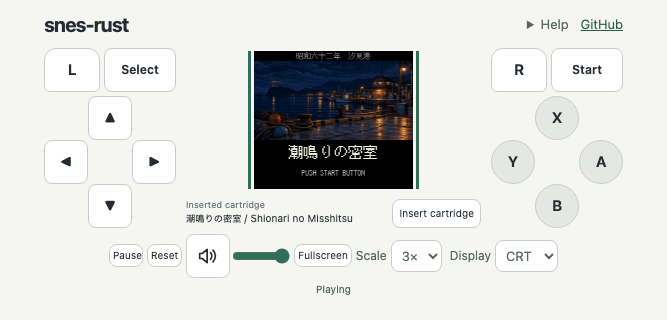 snes-rust
▶ Help GitHub
L Select
R Start
昭和六十二年 汐見港
潮鳴りの密室
PUSH START BUTTON
▲
◀ ▶
▼
X
Y A
B
Inserted cartridge
潮鳴りの密室 / Shionari no Misshitsu
Insert cartridge
Pause Reset Fullscreen Scale 3× Display CRT
Playing